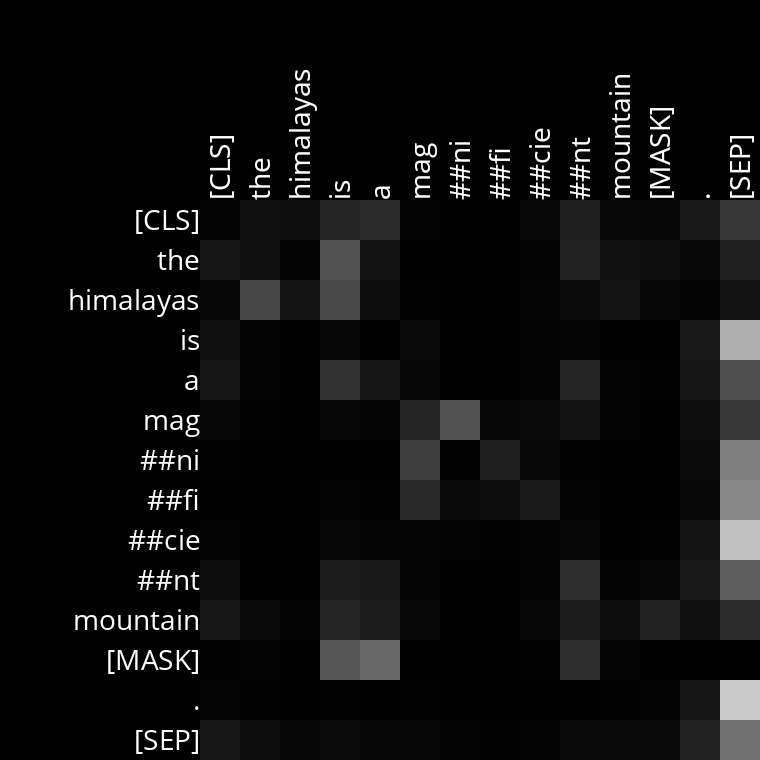 [CLS] the himalayas is a mag ##ni ##fi ##cie ##nt mountain [MASK] . [SEP]
[CLS]
the
himalayas
is
a
mag
##ni
##fi
##cie
##nt
mountain
[MASK]
.
[SEP]